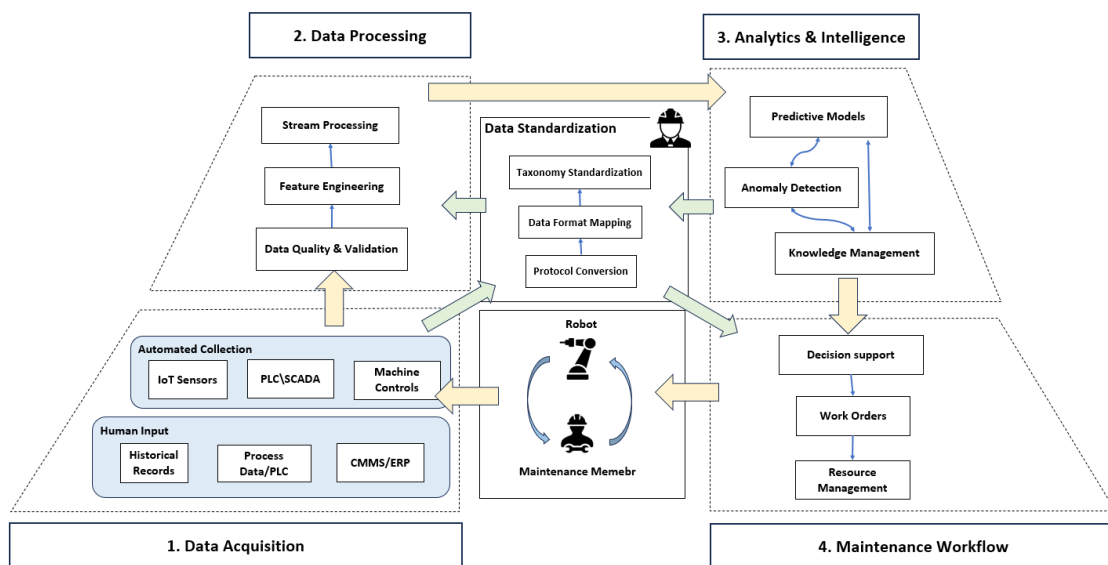 2. Data Processing
3. Analytics & Intelligence
Stream Processing
Feature Engineering
Data Quality & Validation
Data Standardization
Taxonomy Standardization
Data Format Mapping
Protocol Conversion
Predictive Models
Anomaly Detection
Knowledge Management
Automated Collection
IoT Sensors
PLC\SCADA
Machine
Controls
Human Input
Historical
Records
Process
Data/PLC
CMMS/ERP
Robot
Maintenance Memebr
Decision support
Work Orders
Resource
Management
1. Data Acquisition
4. Maintenance Workflow